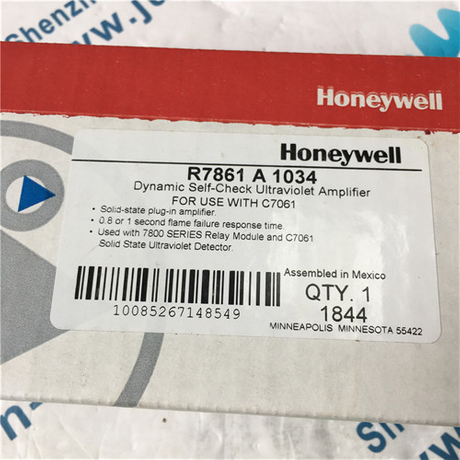 Shenzhen
Honeywell
Honeywell
R7861 A 1034
Dynamic Self-Check Ultraviolet Amplifier
FOR USE WITH C7061
• Solid-state plug-in amplifier.
• 0.8 or 1 second flame failure response time.
• Used with 7800 SERIES Relay Module and C7061
Solid State Ultraviolet Detector.
Assembled in Mexico
QTY. 1
10085267148549
1844
MINNEAPOLIS MINNESOTA 55422